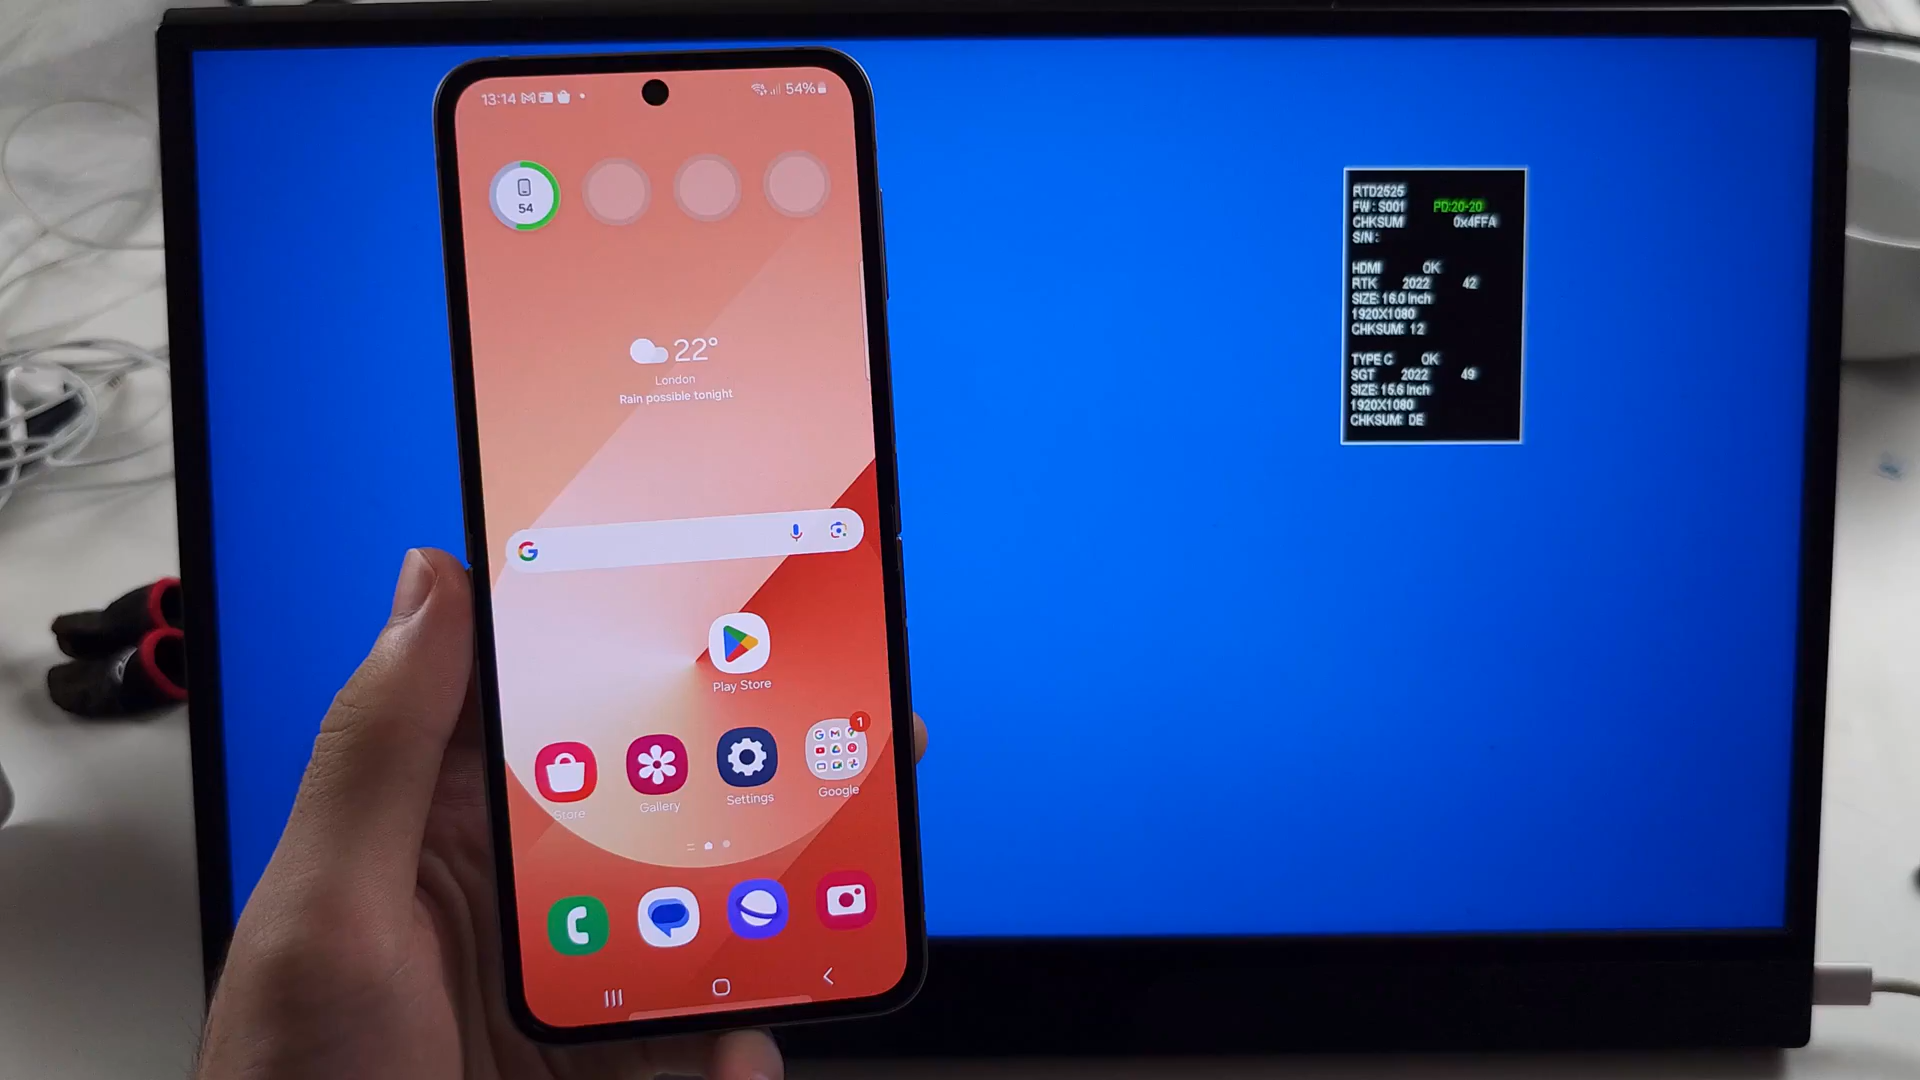 13:14
54%
54
22°
London
Rain possible tonight
Play Store
Store
Gallery
Settings
1
Google
RTD2525
FW : S001 PD:20-20
CHKSUM 0x4FFA
S/N :
HDMI OK
RTK 2022 42
SIZE: 16.0 Inch
1920X1080
CHKSUM: 12
TYPE C OK
SGT 2022 49
SIZE: 15.6 Inch
1920X1080
CHKSUM: DE